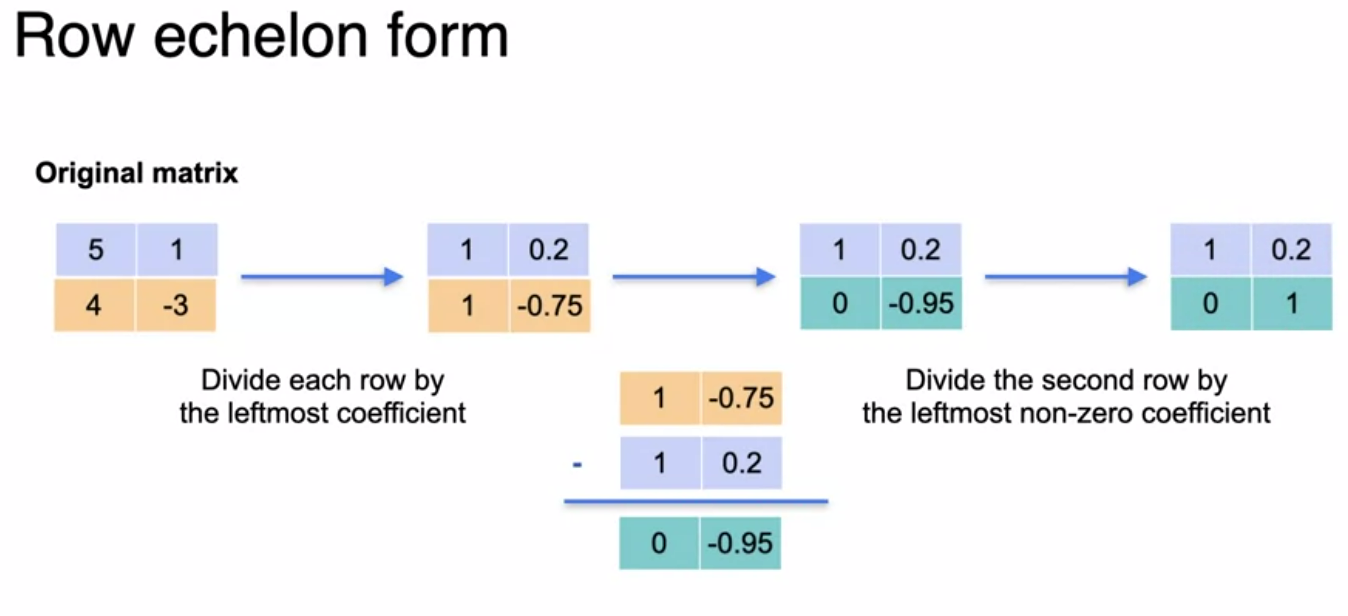 Row echelon form
Original matrix
5 1 1 0.2 1 0.2 1 0.2
4 -3 1 -0.75 0 -0.95 0 1
Divide each row by
the leftmost coefficient
1 -0.75
- 1 0.2
0 -0.95
Divide the second row by
the leftmost non-zero coefficient